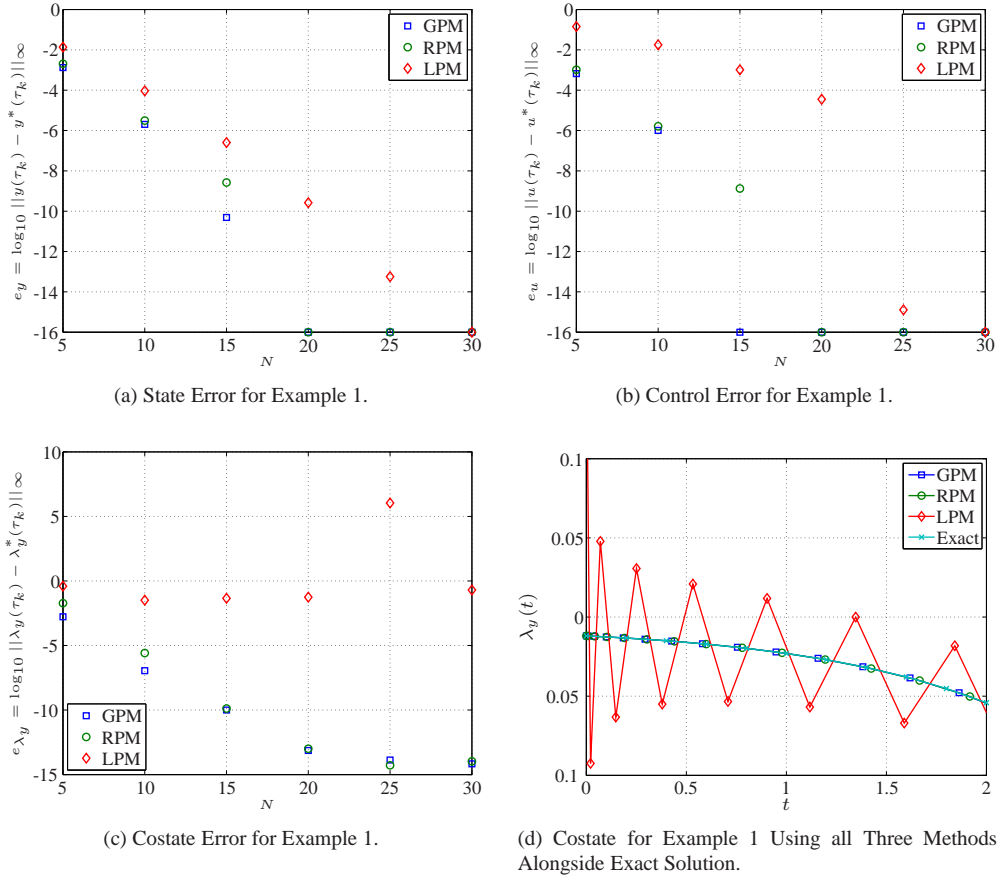 0
-2
-4
-6
-8
-10
-12
-14
-16
5
10
15
20
25
30
N
e_y = log₁₀ ||y(τ_k) − y*(τ_k)||_∞
GPM
RPM
LPM
(a) State Error for Example 1.
0
-2
-4
-6
-8
-10
-12
-14
-16
5
10
15
20
25
30
N
e_u = log₁₀ ||u(τ_k) − u*(τ_k)||_∞
GPM
RPM
LPM
(b) Control Error for Example 1.
10
5
0
-5
-10
-15
5
10
15
20
25
30
N
e_{λ_y} = log₁₀ ||λ_y(τ_k) − λ*_y(τ_k)||_∞
GPM
RPM
LPM
(c) Costate Error for Example 1.
0.1
0.05
0
0.05
0.1
0
0.5
1
1.5
2
t
λ_y(t)
GPM
RPM
LPM
Exact
(d) Costate for Example 1 Using all Three Methods
Alongside Exact Solution.